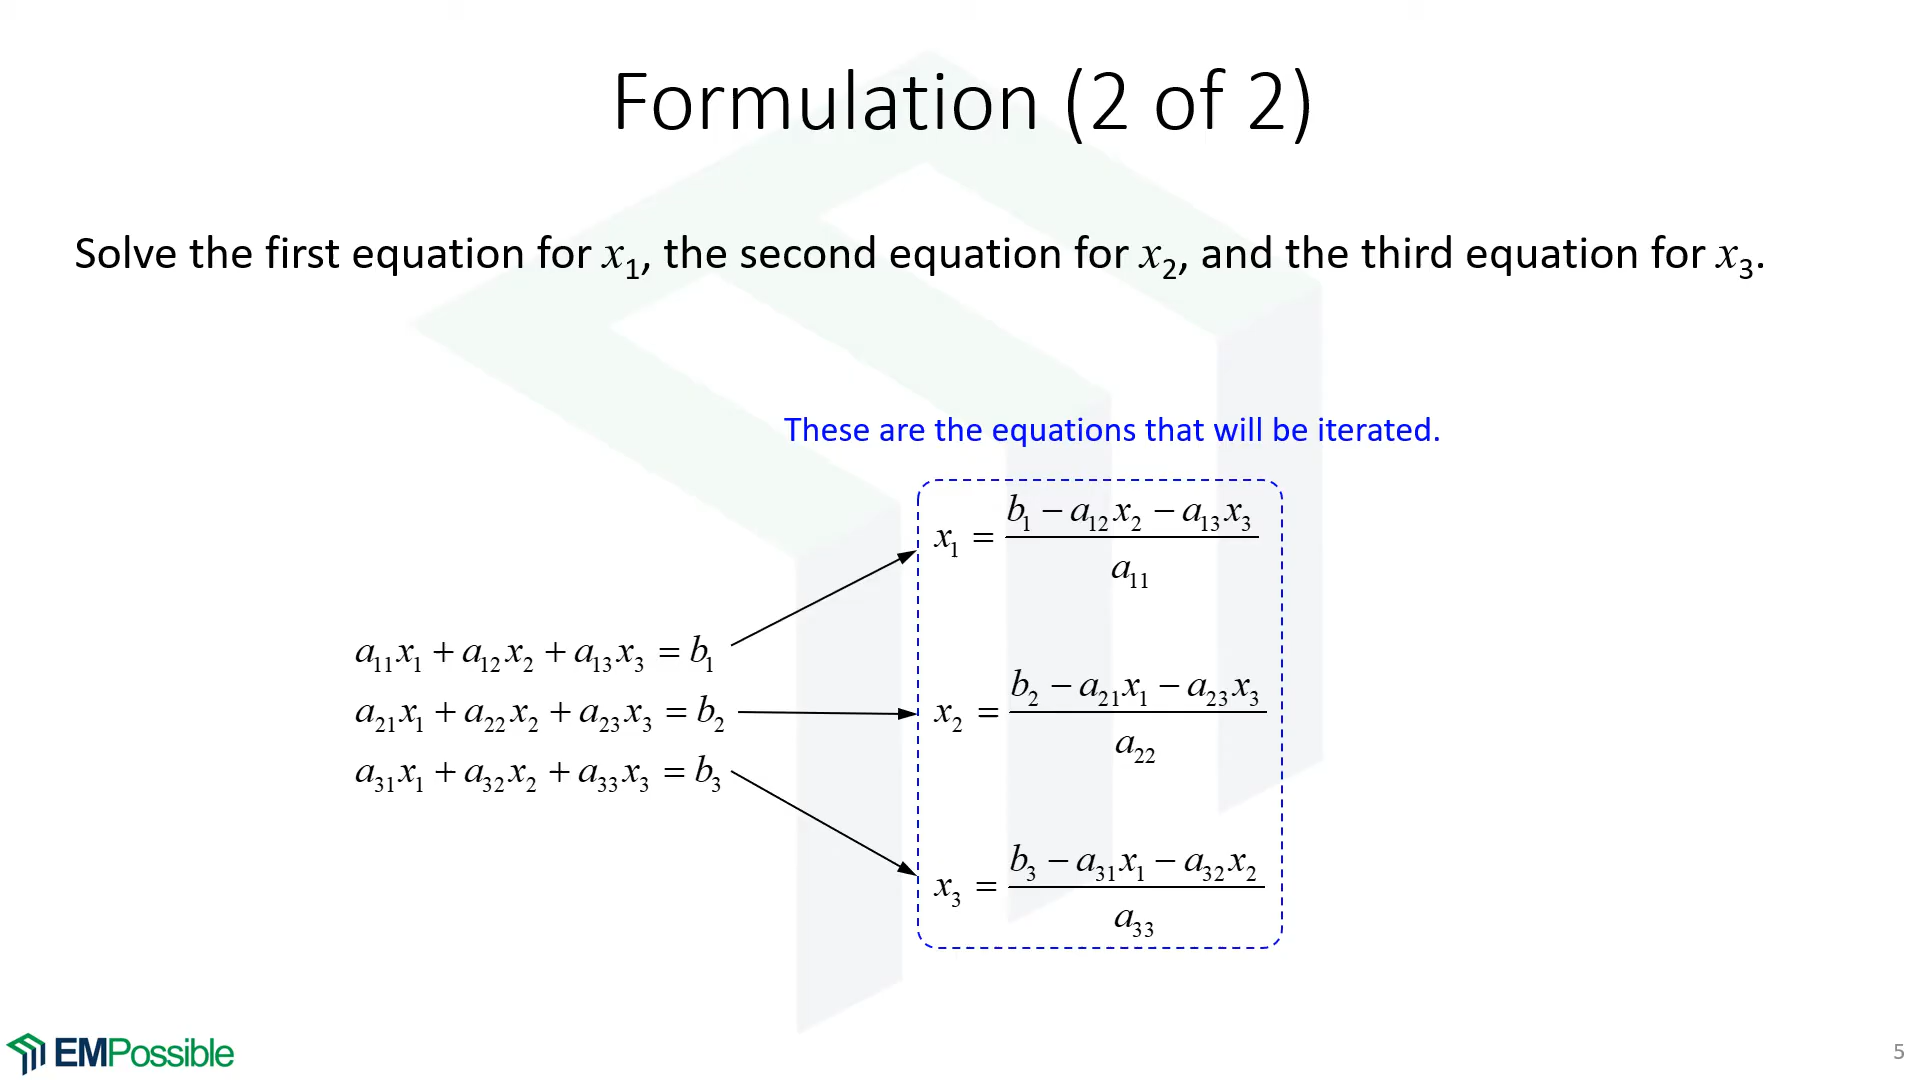 Formulation (2 of 2)
Solve the first equation for x₁, the second equation for x₂, and the third equation for x₃.
These are the equations that will be iterated.
a₁₁x₁ + a₁₂x₂ + a₁₃x₃ = b₁
a₂₁x₁ + a₂₂x₂ + a₂₃x₃ = b₂
a₃₁x₁ + a₃₂x₂ + a₃₃x₃ = b₃
x₁ = (b₁ − a₁₂x₂ − a₁₃x₃) / a₁₁
x₂ = (b₂ − a₂₁x₁ − a₂₃x₃) / a₂₂
x₃ = (b₃ − a₃₁x₁ − a₃₂x₂) / a₃₃
EMPossible
5